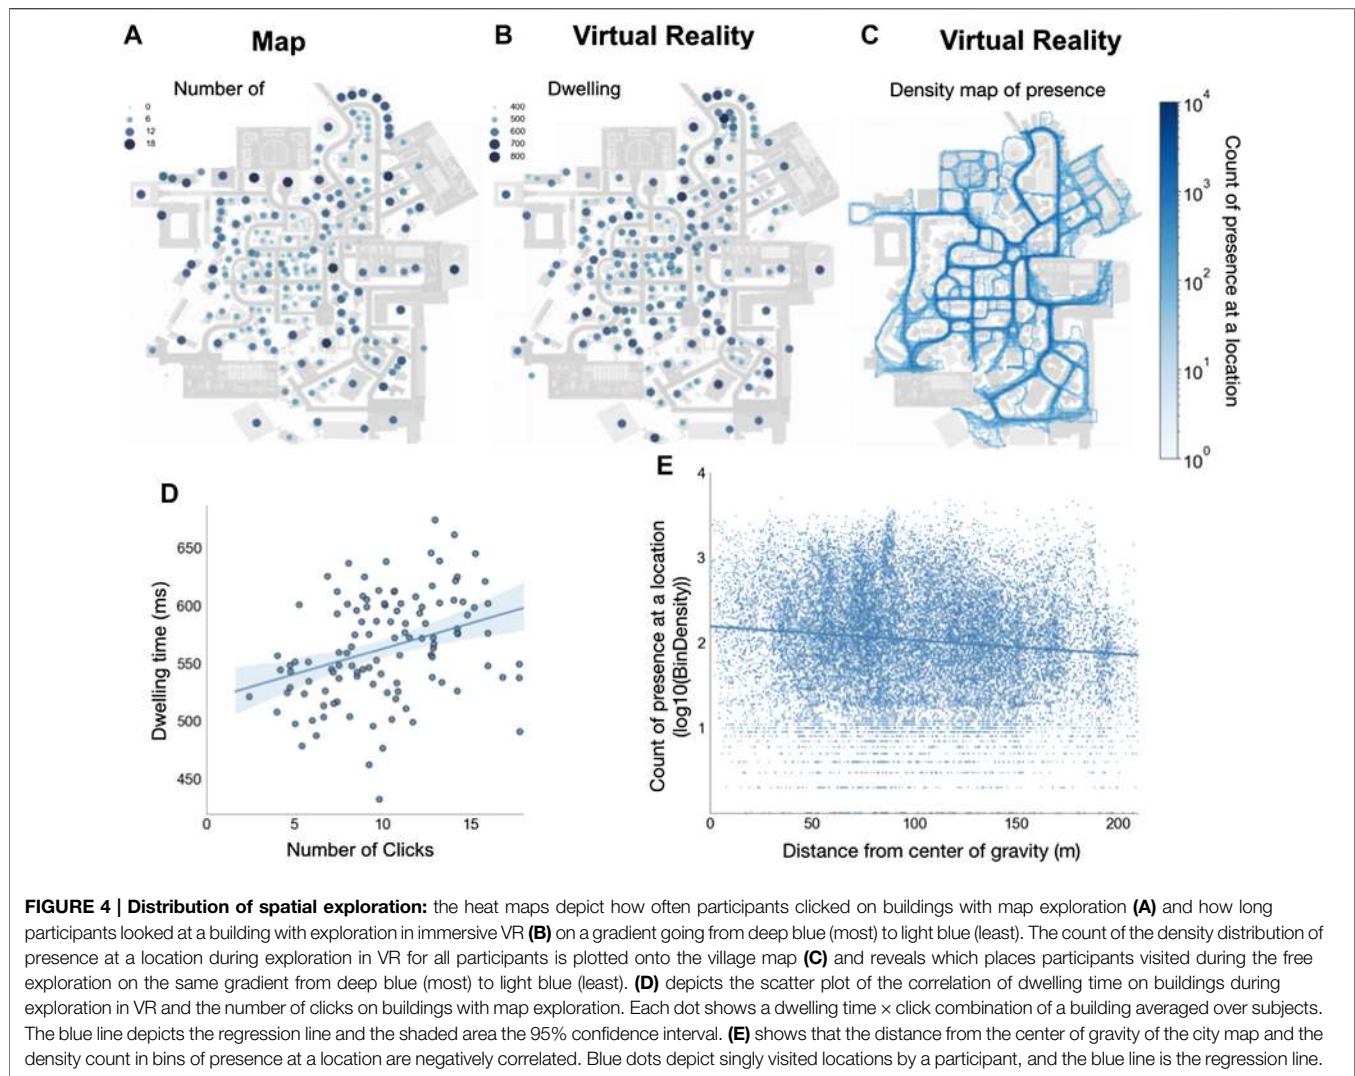 A
Map
B
Virtual Reality
C
Virtual Reality
Number of
0
6
12
18
Dwelling
400
500
600
700
800
Density map of presence
10^4
10^3
10^2
10^1
10^0
Count of presence at a location
D
650
600
550
500
450
Dwelling time (ms)
0 5 10 15
Number of Clicks
E
4
3
2
1
Count of presence at a location
(log10(BinDensity))
0 50 100 150 200
Distance from center of gravity (m)
FIGURE 4 | Distribution of spatial exploration: the heat maps depict how often participants clicked on buildings with map exploration (A) and how long
participants looked at a building with exploration in immersive VR (B) on a gradient going from deep blue (most) to light blue (least). The count of the density distribution of
presence at a location during exploration in VR for all participants is plotted onto the village map (C) and reveals which places participants visited during the free
exploration on the same gradient from deep blue (most) to light blue (least). (D) depicts the scatter plot of the correlation of dwelling time on buildings during
exploration in VR and the number of clicks on buildings with map exploration. Each dot shows a dwelling time × click combination of a building averaged over subjects.
The blue line depicts the regression line and the shaded area the 95% confidence interval. (E) shows that the distance from the center of gravity of the city map and the
density count in bins of presence at a location are negatively correlated. Blue dots depict singly visited locations by a participant, and the blue line is the regression line.